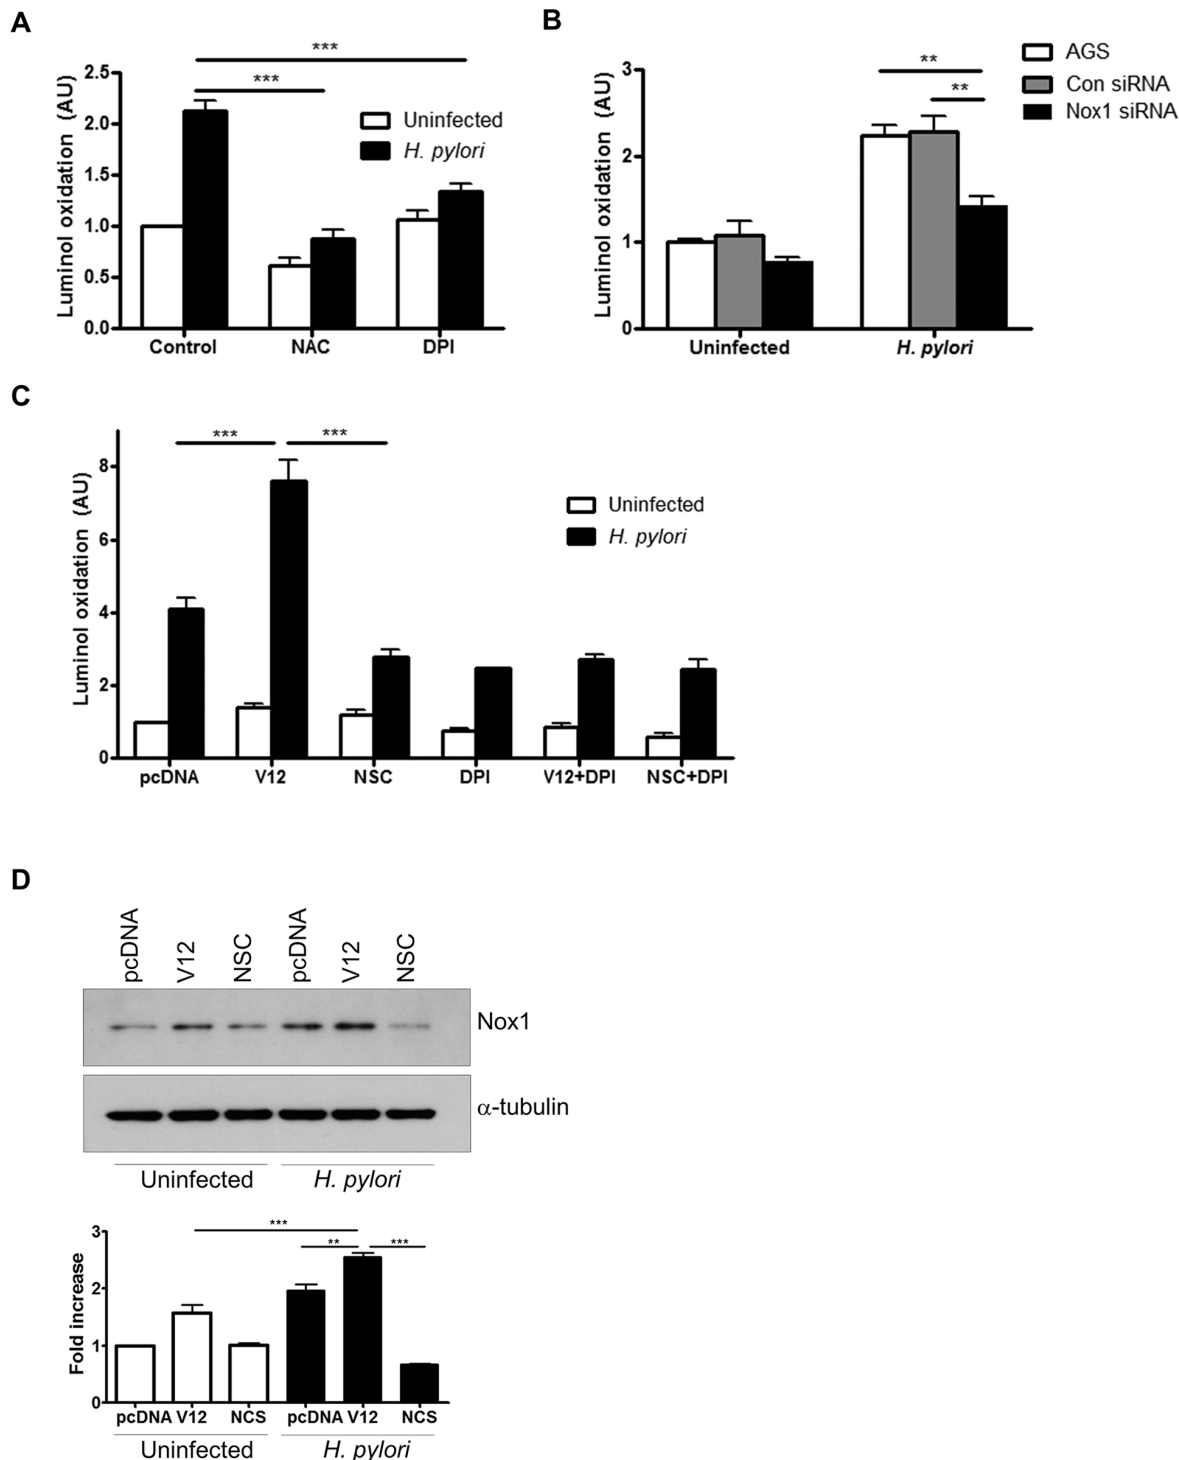 A
***
***
Luminol oxidation (AU)
2.5
2.0
1.5
1.0
0.5
0.0
Uninfected
H. pylori
Control NAC DPI
B
**
**
Luminol oxidation (AU)
3
2
1
0
AGS
Con siRNA
Nox1 siRNA
Uninfected H. pylori
C
*** ***
Luminol oxidation (AU)
8
6
4
2
0
Uninfected
H. pylori
pcDNA V12 NSC DPI V12+DPI NSC+DPI
D
pcDNA V12 NSC pcDNA V12 NSC
Nox1
α-tubulin
Uninfected H. pylori
***
** ***
Fold increase
3
2
1
0
pcDNA V12 NCS pcDNA V12 NCS
Uninfected H. pylori